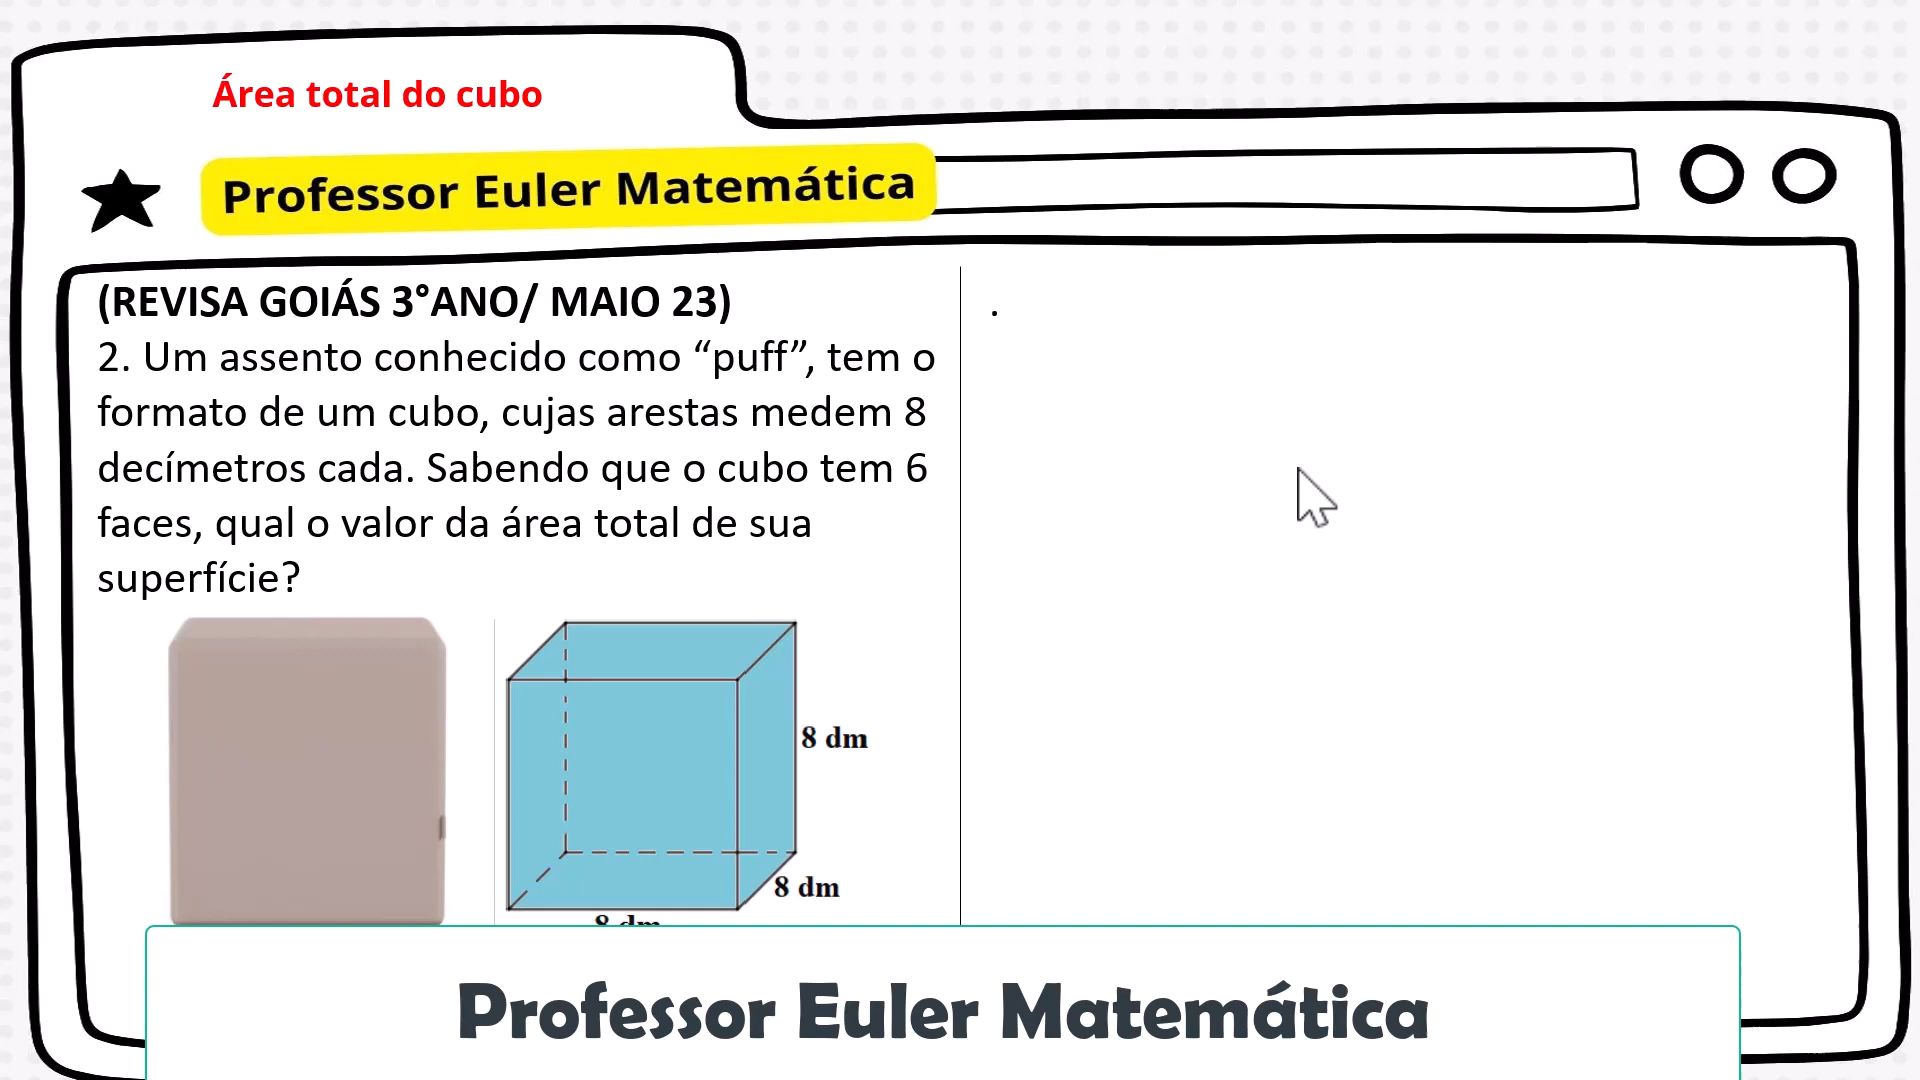 Área total do cubo
Professor Euler Matemática
(REVISA GOIÁS 3°ANO/ MAIO 23)
2. Um assento conhecido como “puff”, tem o
formato de um cubo, cujas arestas medem 8
decímetros cada. Sabendo que o cubo tem 6
faces, qual o valor da área total de sua
superfície?
.
8 dm
8 dm
8 dm
Professor Euler Matemática